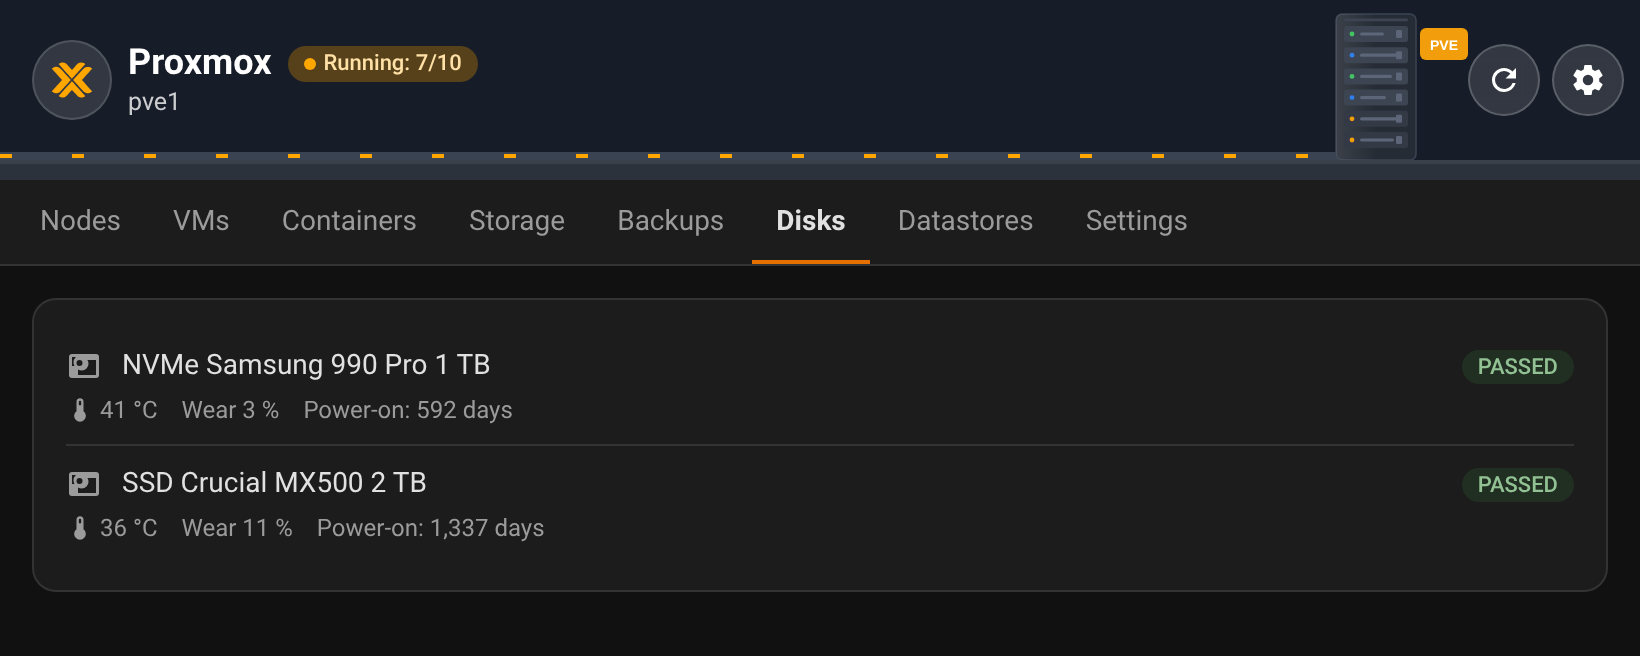 Proxmox
Running: 7/10
pve1
PVE
Nodes VMs Containers Storage Backups Disks Datastores Settings
NVMe Samsung 990 Pro 1 TB
PASSED
41 °C Wear 3 % Power-on: 592 days
SSD Crucial MX500 2 TB
PASSED
36 °C Wear 11 % Power-on: 1,337 days